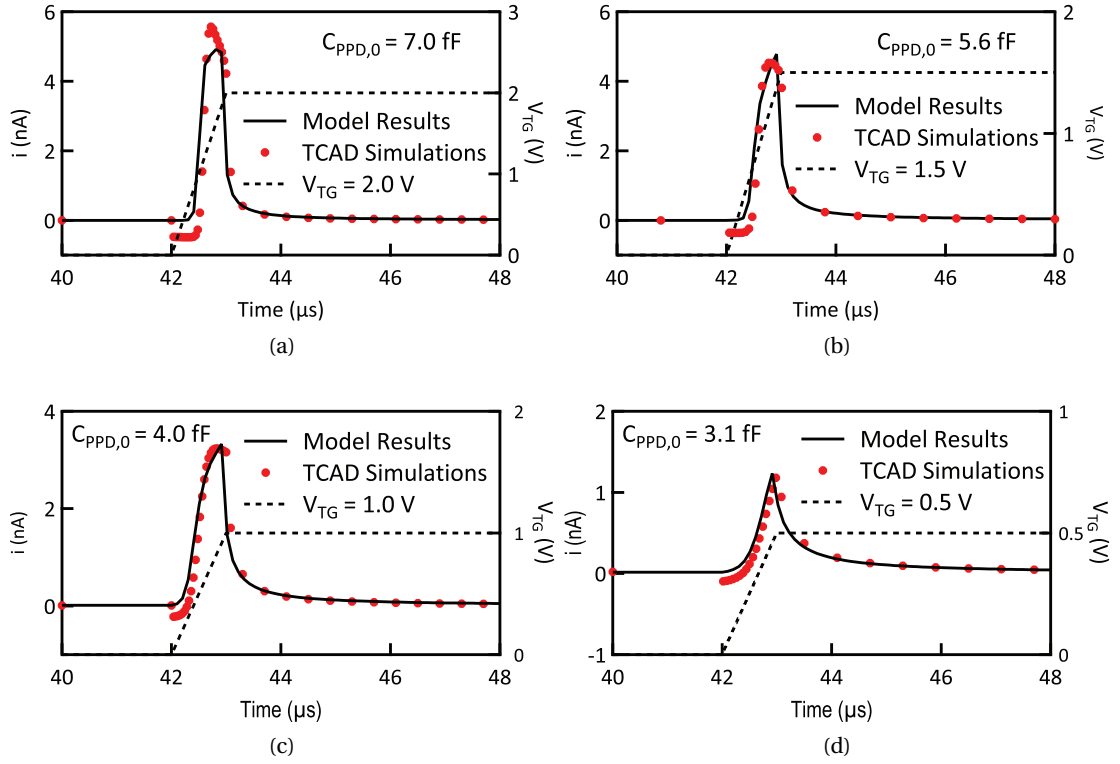 6
4
2
0
i (nA)
C_PPD,0 = 7.0 fF
Model Results
TCAD Simulations
V_TG = 2.0 V
3
2
1
0
V_TG (V)
40 42 44 46 48
Time (µs)
(a)
6
4
2
0
i (nA)
C_PPD,0 = 5.6 fF
Model Results
TCAD Simulations
V_TG = 1.5 V
2
1
0
V_TG (V)
40 42 44 46 48
Time (µs)
(b)
4
2
0
i (nA)
C_PPD,0 = 4.0 fF
Model Results
TCAD Simulations
V_TG = 1.0 V
2
1
0
V_TG (V)
40 42 44 46 48
Time (µs)
(c)
2
1
0
-1
i (nA)
C_PPD,0 = 3.1 fF
Model Results
TCAD Simulations
V_TG = 0.5 V
1
0.5
0
V_TG (V)
40 42 44 46 48
Time (µs)
(d)